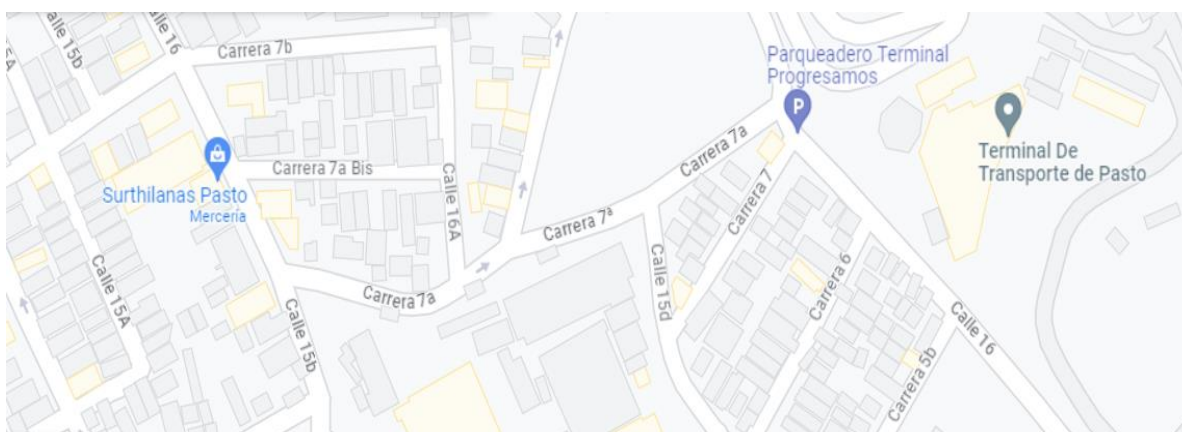 Calle 15b
Calle 16
Carrera 7b
Parqueadero Terminal
Progresamos
P
Carrera 7a
Terminal De
Transporte de Pasto
Carrera 7a Bis
Surthilanas Pasto
Mercería
Calle 16A
Carrera 7ª
Carrera 7
Calle 15A
Carrera 7a
Calle 15b
Calle 15d
Carrera 6
Calle 16
Carrera 5b